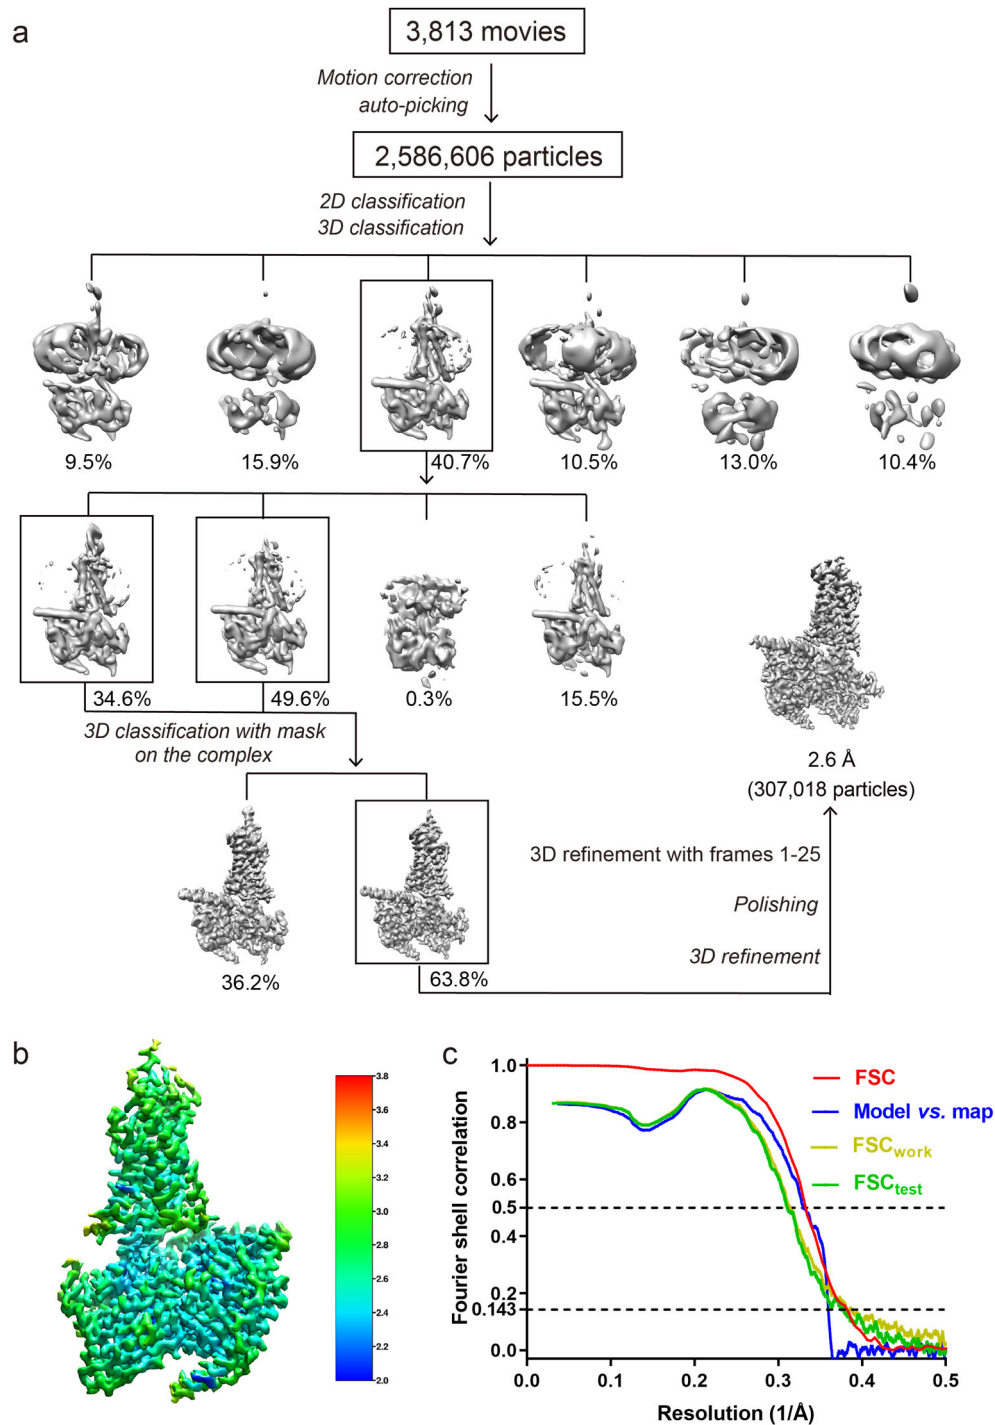 a
3,813 movies
Motion correction
auto-picking
2,586,606 particles
2D classification
3D classification
9.5%
15.9%
40.7%
10.5%
13.0%
10.4%
34.6%
49.6%
0.3%
15.5%
3D classification with mask
on the complex
2.6 Å
(307,018 particles)
3D refinement with frames 1-25
Polishing
3D refinement
36.2%
63.8%
b
3.8
3.6
3.4
3.2
3.0
2.8
2.6
2.4
2.2
2.0
c
Fourier shell correlation
1.0
0.8
0.5
0.4
0.2
0.143
0.0
FSC
Model vs. map
FSCwork
FSCtest
0.0 0.1 0.2 0.3 0.4 0.5
Resolution (1/Å)